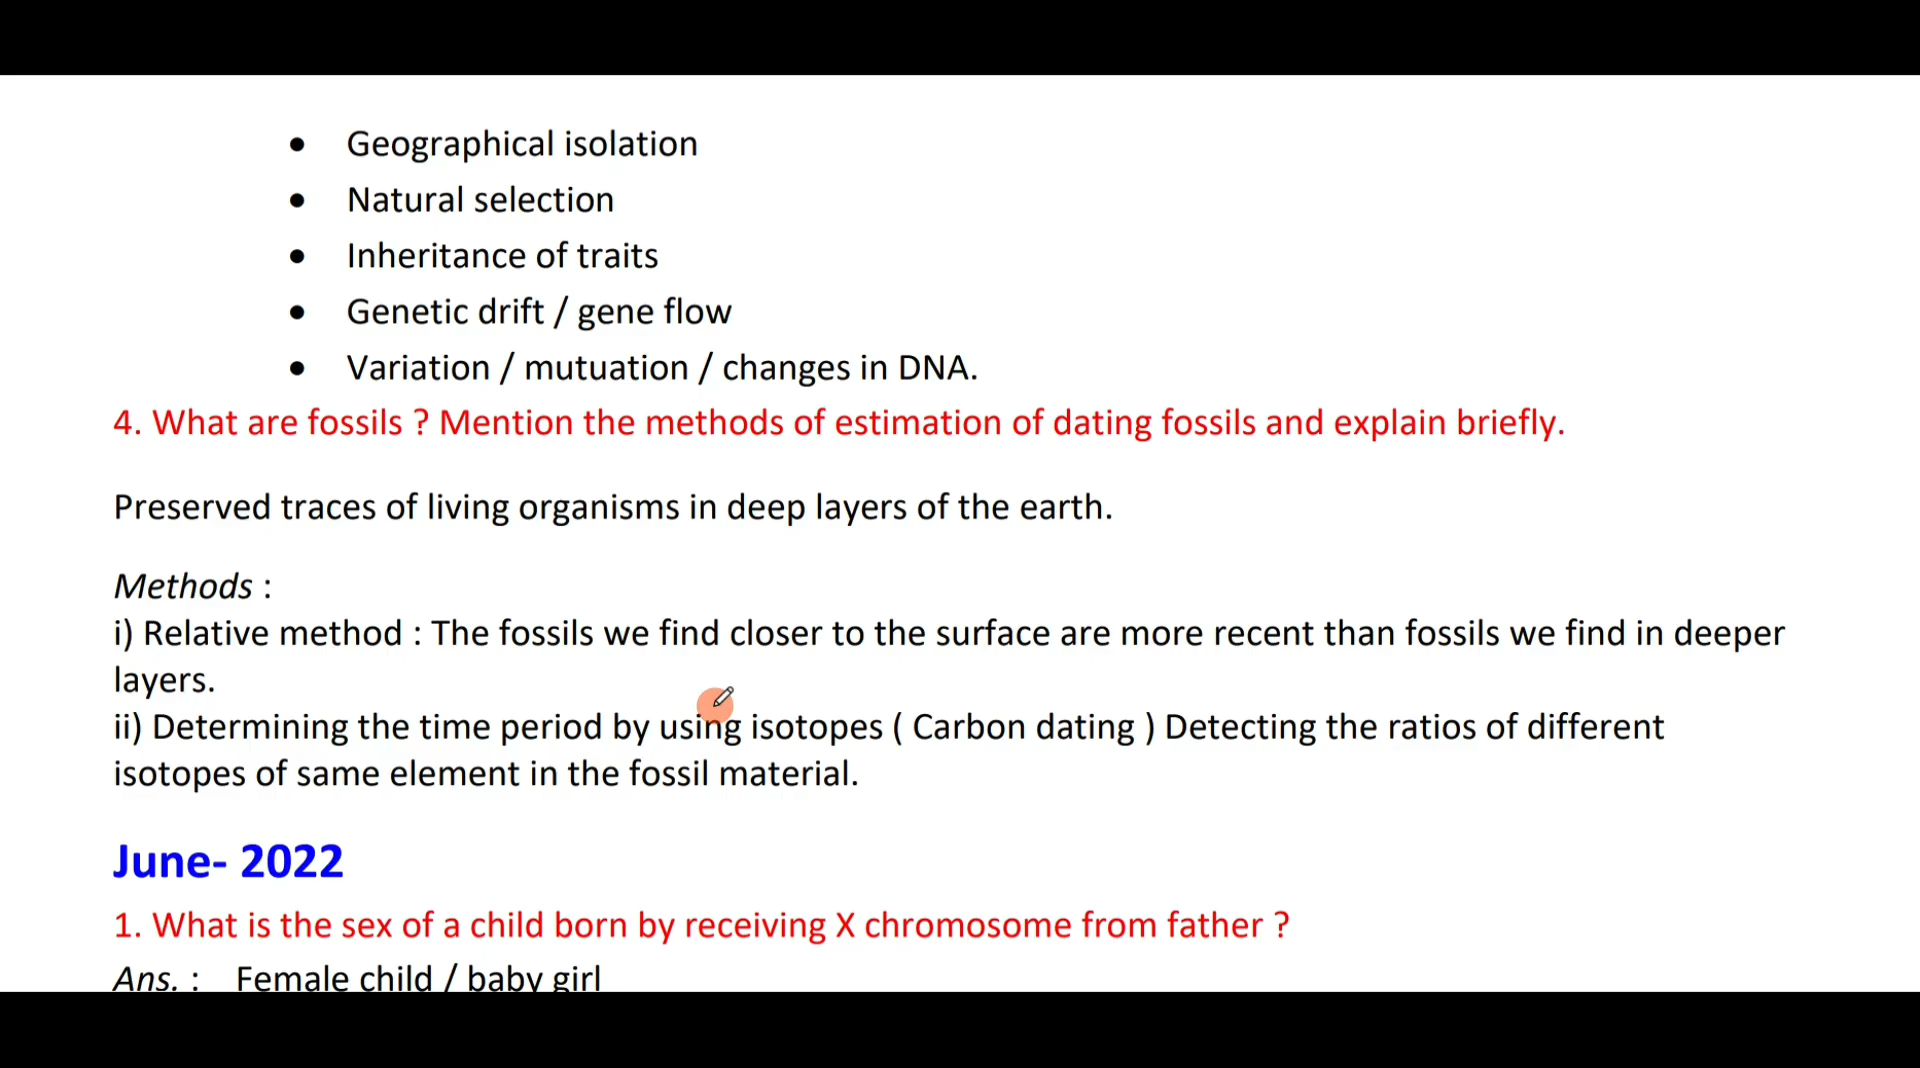 • Geographical isolation
• Natural selection
• Inheritance of traits
• Genetic drift / gene flow
• Variation / mutuation / changes in DNA.
4. What are fossils ? Mention the methods of estimation of dating fossils and explain briefly.
Preserved traces of living organisms in deep layers of the earth.
Methods :
i) Relative method : The fossils we find closer to the surface are more recent than fossils we find in deeper
layers.
ii) Determining the time period by using isotopes ( Carbon dating ) Detecting the ratios of different
isotopes of same element in the fossil material.
June- 2022
1. What is the sex of a child born by receiving X chromosome from father ?
Ans. : Female child / baby girl